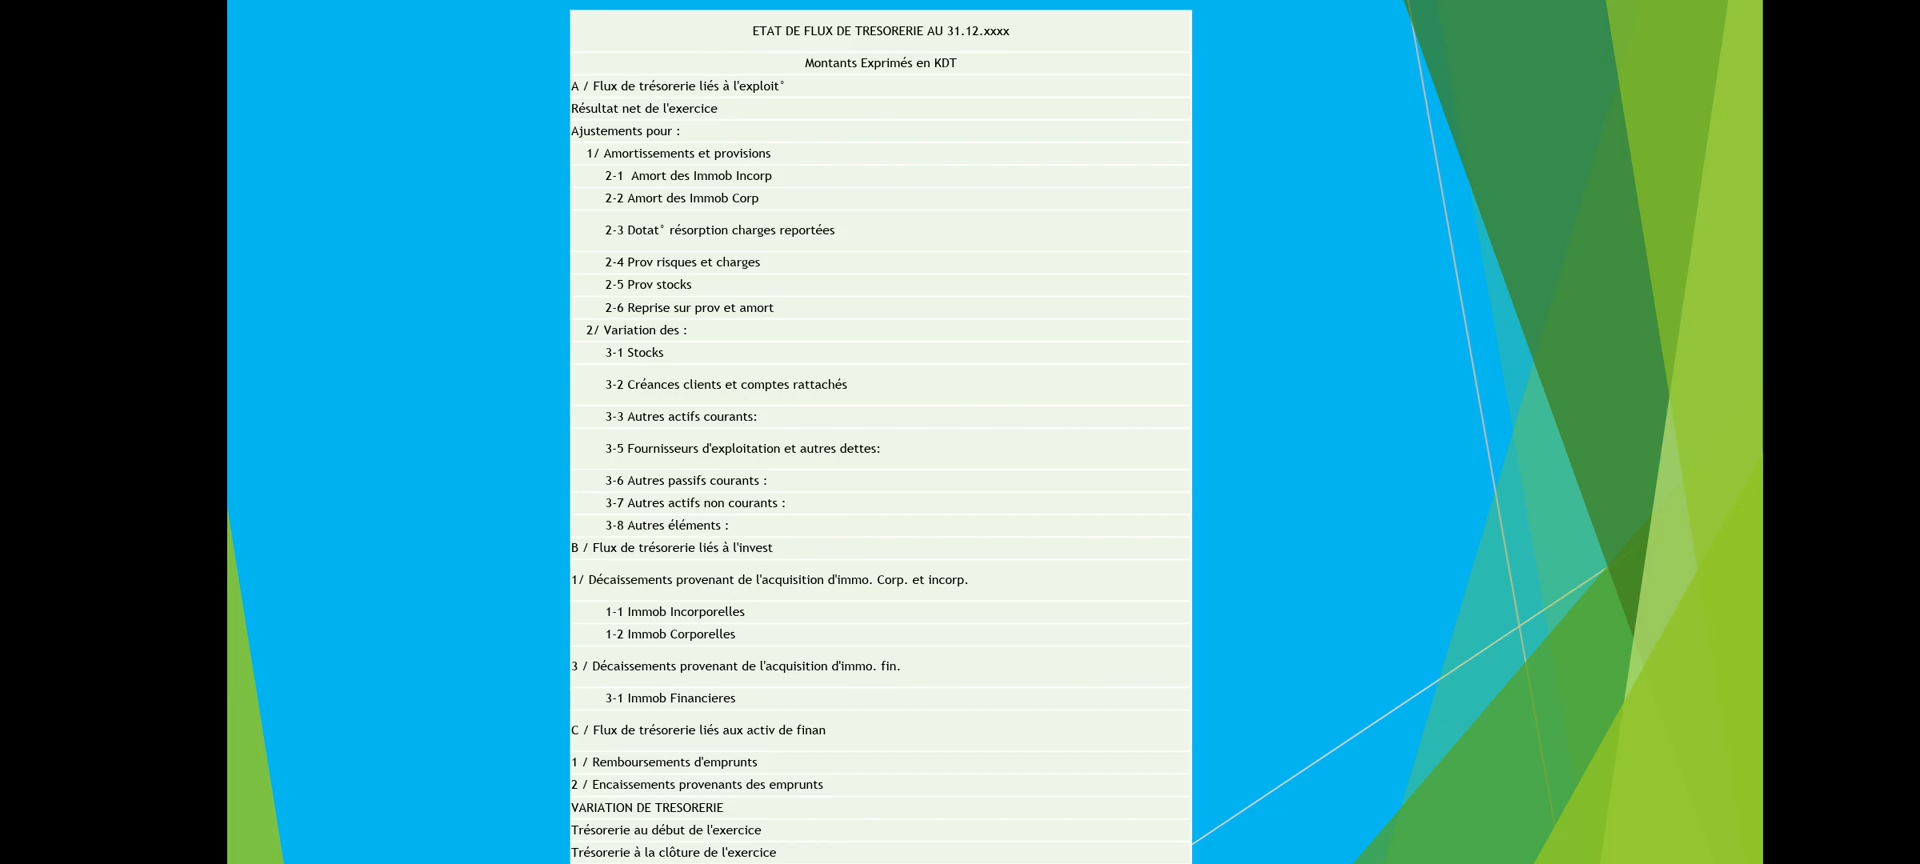 ETAT DE FLUX DE TRESORERIE AU 31.12.xxxx
Montants Exprimés en KDT
A / Flux de trésorerie liés à l'exploit°
Résultat net de l'exercice
Ajustements pour :
1/ Amortissements et provisions
2-1 Amort des Immob Incorp
2-2 Amort des Immob Corp
2-3 Dotat° résorption charges reportées
2-4 Prov risques et charges
2-5 Prov stocks
2-6 Reprise sur prov et amort
2/ Variation des :
3-1 Stocks
3-2 Créances clients et comptes rattachés
3-3 Autres actifs courants:
3-5 Fournisseurs d'exploitation et autres dettes:
3-6 Autres passifs courants :
3-7 Autres actifs non courants :
3-8 Autres éléments :
B / Flux de trésorerie liés à l'invest
1/ Décaissements provenant de l'acquisition d'immo. Corp. et incorp.
1-1 Immob Incorporelles
1-2 Immob Corporelles
3 / Décaissements provenant de l'acquisition d'immo. fin.
3-1 Immob Financieres
C / Flux de trésorerie liés aux activ de finan
1 / Remboursements d'emprunts
2 / Encaissements provenants des emprunts
VARIATION DE TRESORERIE
Trésorerie au début de l'exercice
Trésorerie à la clôture de l'exercice